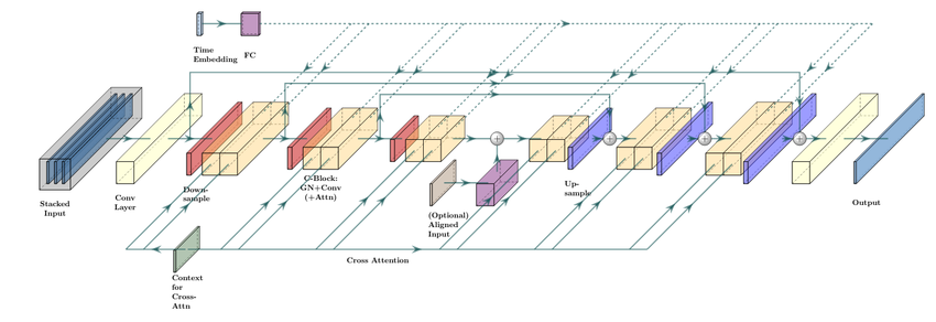 Time
Embedding
FC
Stacked
Input
Conv
Layer
Down-
sample
C-Block:
GN+Conv
(+Attn)
(Optional)
Aligned
Input
Up-
sample
Output
Cross Attention
Context
for
Cross-
Attn